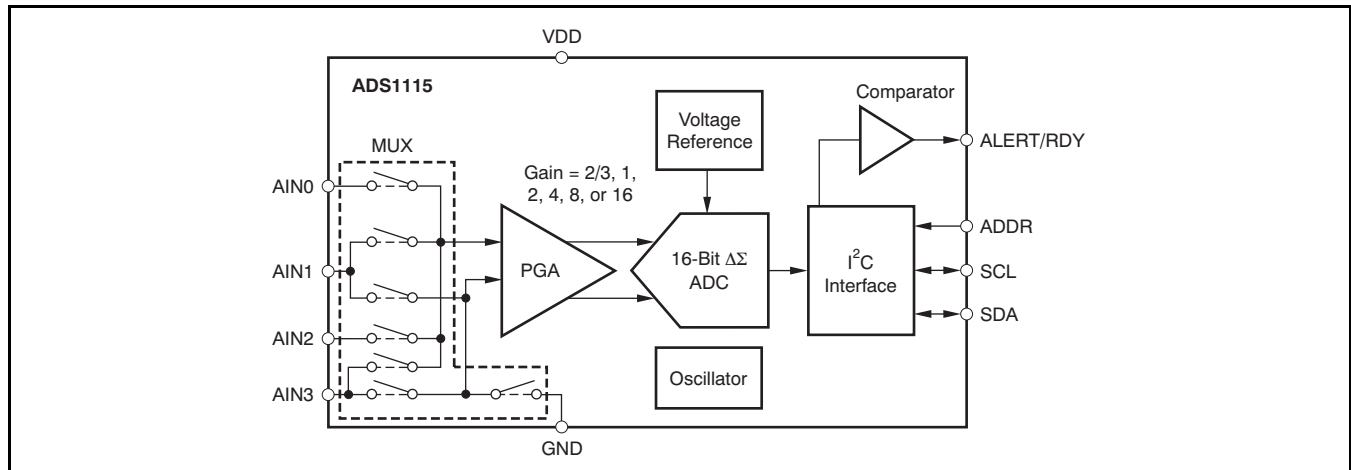 VDD
ADS1115
Comparator
Voltage
Reference
MUX
ALERT/RDY
Gain = 2/3, 1,
2, 4, 8, or 16
AIN0
ADDR
PGA
16-Bit ΔΣ
ADC
I²C
Interface
AIN1
SCL
SDA
AIN2
Oscillator
AIN3
GND